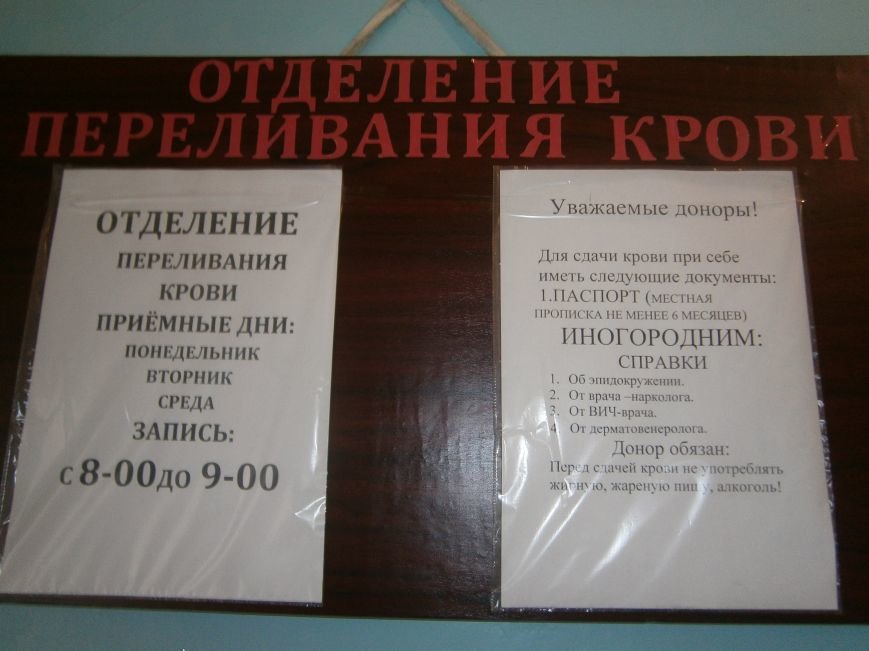 ОТДЕЛЕНИЕ
ПЕРЕЛИВАНИЯ КРОВИ
ОТДЕЛЕНИЕ
ПЕРЕЛИВАНИЯ
КРОВИ
ПРИЁМНЫЕ ДНИ:
ПОНЕДЕЛЬНИК
ВТОРНИК
СРЕДА
ЗАПИСЬ:
С 8-00 ДО 9-00
Уважаемые доноры!
Для сдачи крови при себе
иметь следующие документы:
1.ПАСПОРТ (МЕСТНАЯ
ПРОПИСКА НЕ МЕНЕЕ 6 МЕСЯЦЕВ)
ИНОГОРОДНИМ:
СПРАВКИ
1. Об эпидокружении.
2. От врача –нарколога.
3. От ВИЧ-врача.
4. От дерматовенеролога.
Донор обязан:
Перед сдачей крови не употреблять
жирную, жареную пищу, алкоголь!